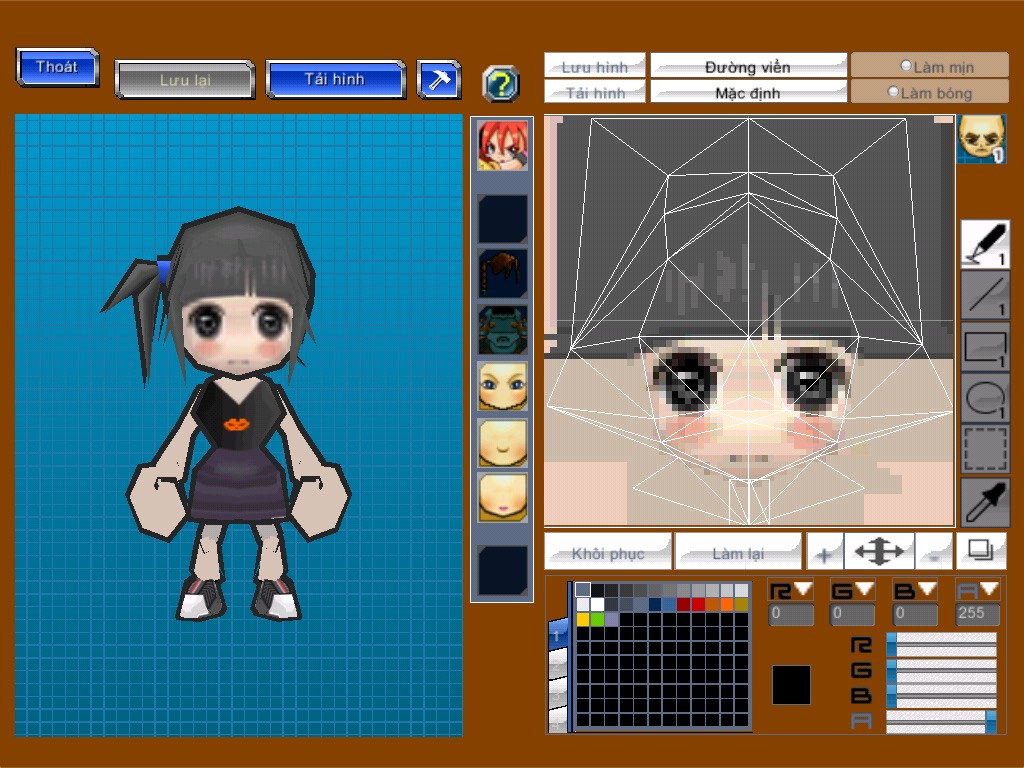 Thoát
Lưu lại
Tải hình
?
Lưu hình
Đường viền
Làm mịn
Tải hình
Mặc định
Làm bóng
1
1
1
1
1
Khôi phục
Làm lại
+
-
R G B A
0 0 0 255
1
R
G
B
A